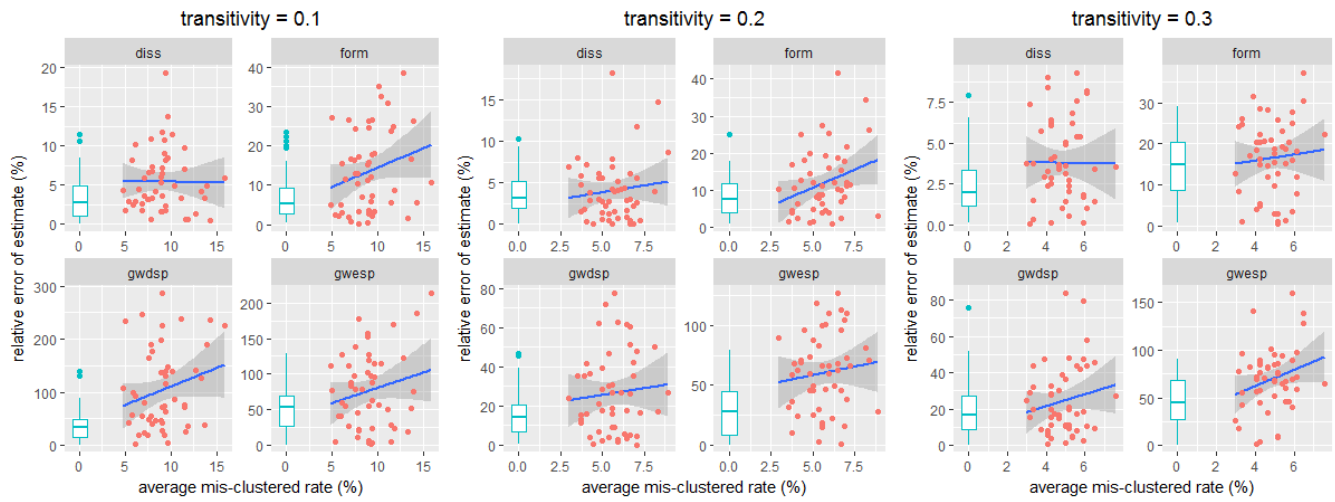 transitivity = 0.1 transitivity = 0.2 transitivity = 0.3
diss form diss form diss form
20
15
10
5
0
0 5 10 15
40
30
20
10
0
0 5 10 15
15
10
5
0
0.0 2.5 5.0 7.5
40
30
20
10
0
0.0 2.5 5.0 7.5
7.5
5.0
2.5
0.0
0 2 4 6
30
20
10
0
0 2 4 6
relative error of estimate (%)
relative error of estimate (%)
relative error of estimate (%)
gwdsp gwesp gwdsp gwesp gwdsp gwesp
300
200
100
0
0 5 10 15
200
150
100
50
0
0 5 10 15
80
60
40
20
0
0.0 2.5 5.0 7.5
100
50
0
0.0 2.5 5.0 7.5
80
60
40
20
0
0 2 4 6
150
100
50
0
0 2 4 6
average mis-clustered rate (%) average mis-clustered rate (%) average mis-clustered rate (%)